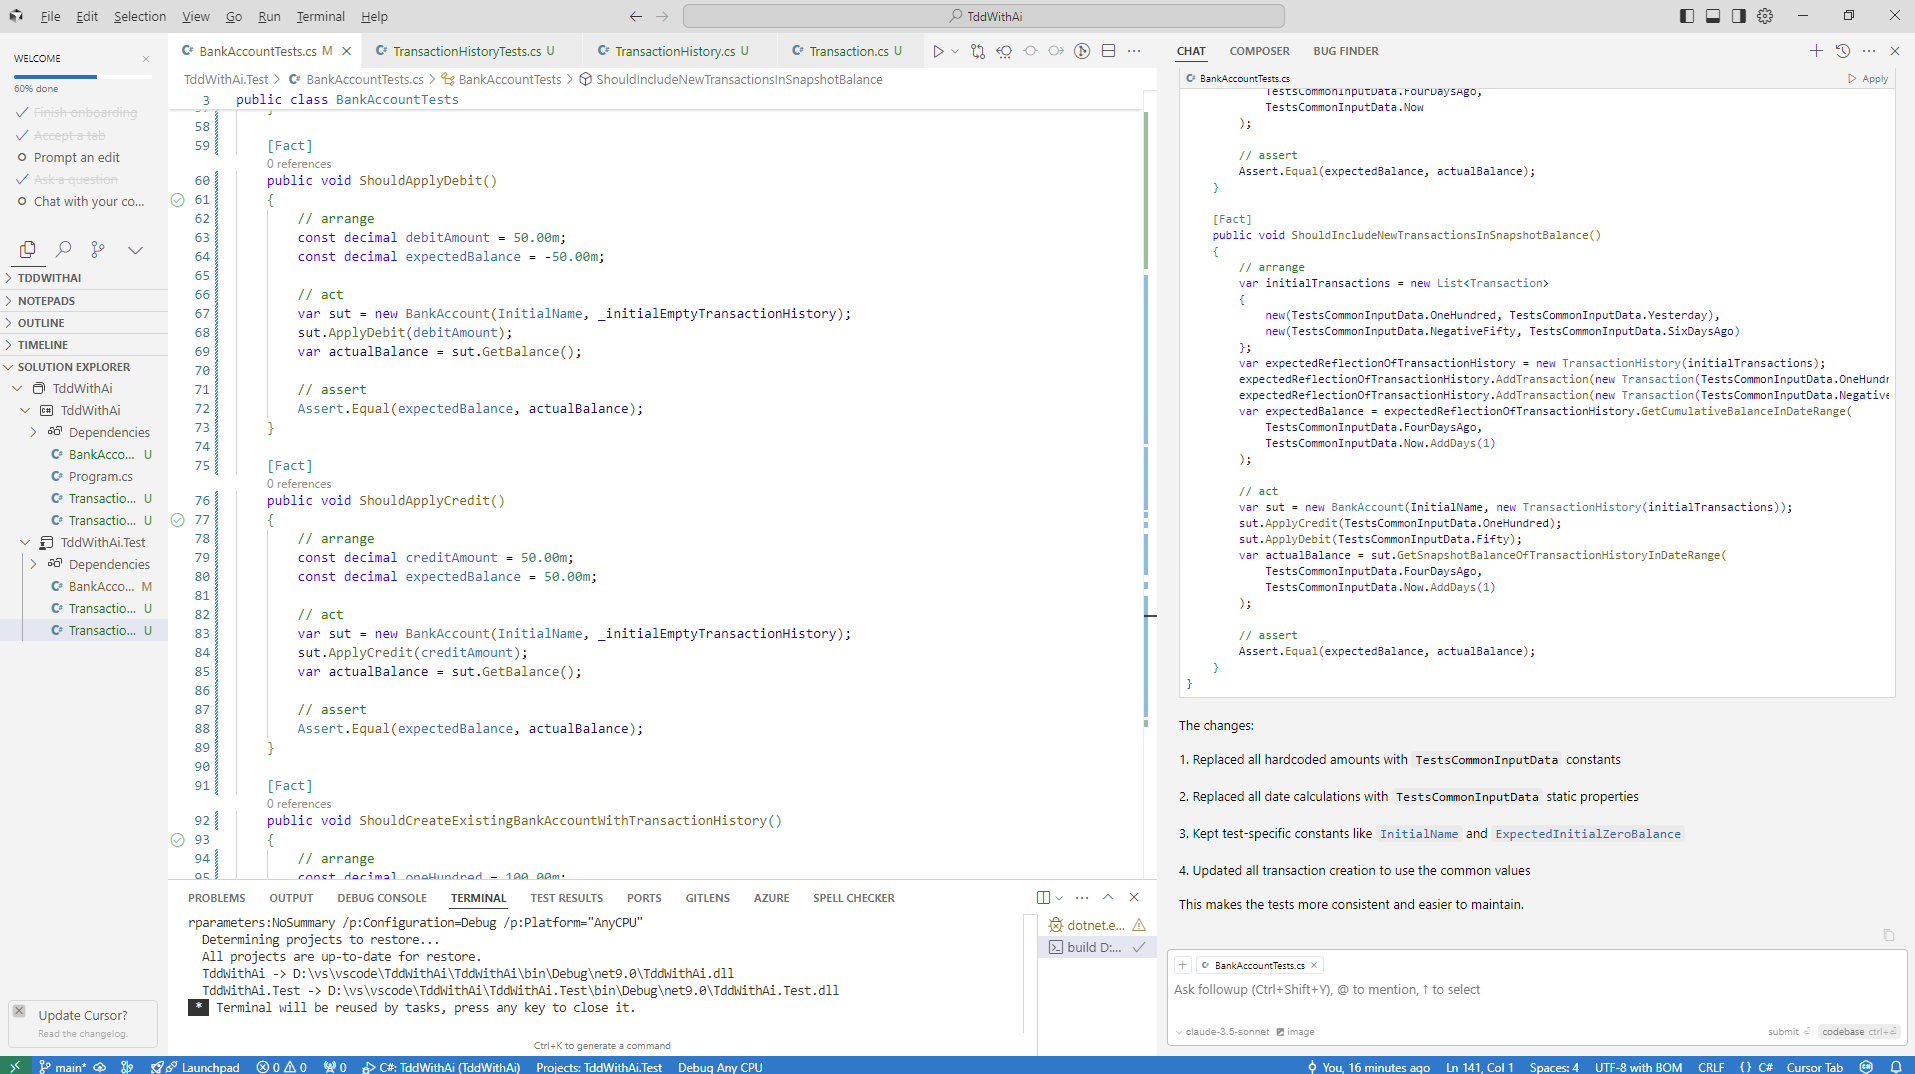 File Edit Selection View Go Run Terminal Help
TddWithAi
WELCOME
60% done
Finish onboarding
Accept a tab
Prompt an edit
Ask a question
Chat with your co...
TDDWITHAI
NOTEPADS
OUTLINE
TIMELINE
SOLUTION EXPLORER
TddWithAi
TddWithAi
Dependencies
BankAcco... U
Program.cs
Transactio... U
Transactio... U
TddWithAi.Test
Dependencies
BankAcco... M
Transactio... U
Transactio... U
Update Cursor?
Read the changelog.
BankAccountTests.cs M
TransactionHistoryTests.cs U
TransactionHistory.cs U
Transaction.cs U
TddWithAi.Test > BankAccountTests.cs > BankAccountTests > ShouldIncludeNewTransactionsInSnapshotBalance
3 public class BankAccountTests
57 }
58
59 [Fact]
0 references
60 public void ShouldApplyDebit()
61 {
62 // arrange
63 const decimal debitAmount = 50.00m;
64 const decimal expectedBalance = -50.00m;
65
66 // act
67 var sut = new BankAccount(InitialName, _initialEmptyTransactionHistory);
68 sut.ApplyDebit(debitAmount);
69 var actualBalance = sut.GetBalance();
70
71 // assert
72 Assert.Equal(expectedBalance, actualBalance);
73 }
74
75 [Fact]
0 references
76 public void ShouldApplyCredit()
77 {
78 // arrange
79 const decimal creditAmount = 50.00m;
80 const decimal expectedBalance = 50.00m;
81
82 // act
83 var sut = new BankAccount(InitialName, _initialEmptyTransactionHistory);
84 sut.ApplyCredit(creditAmount);
85 var actualBalance = sut.GetBalance();
86
87 // assert
88 Assert.Equal(expectedBalance, actualBalance);
89 }
90
91 [Fact]
0 references
92 public void ShouldCreateExistingBankAccountWithTransactionHistory()
93 {
94 // arrange
95 const decimal oneHundred = 100.00m;
PROBLEMS OUTPUT DEBUG CONSOLE TERMINAL TEST RESULTS PORTS GITLENS AZURE SPELL CHECKER
rparameters:NoSummary /p:Configuration=Debug /p:Platform="AnyCPU"
Determining projects to restore...
All projects are up-to-date for restore.
TddWithAi -> D:\vs\vscode\TddWithAi\TddWithAi\bin\Debug\net9.0\TddWithAi.dll
TddWithAi.Test -> D:\vs\vscode\TddWithAi\TddWithAi.Test\bin\Debug\net9.0\TddWithAi.Test.dll
* Terminal will be reused by tasks, press any key to close it.
Ctrl+K to generate a command
dotnet.e...
build D:...
CHAT COMPOSER BUG FINDER
BankAccountTests.cs Apply
TestsCommonInputData.FourDaysAgo,
TestsCommonInputData.Now
);
// assert
Assert.Equal(expectedBalance, actualBalance);
}
[Fact]
public void ShouldIncludeNewTransactionsInSnapshotBalance()
{
// arrange
var initialTransactions = new List<Transaction>
{
new(TestsCommonInputData.OneHundred, TestsCommonInputData.Yesterday),
new(TestsCommonInputData.NegativeFifty, TestsCommonInputData.SixDaysAgo)
};
var expectedReflectionOfTransactionHistory = new TransactionHistory(initialTransactions);
expectedReflectionOfTransactionHistory.AddTransaction(new Transaction(TestsCommonInputData.OneHundr
expectedReflectionOfTransactionHistory.AddTransaction(new Transaction(TestsCommonInputData.Negative
var expectedBalance = expectedReflectionOfTransactionHistory.GetCumulativeBalanceInDateRange(
TestsCommonInputData.FourDaysAgo,
TestsCommonInputData.Now.AddDays(1)
);
// act
var sut = new BankAccount(InitialName, new TransactionHistory(initialTransactions));
sut.ApplyCredit(TestsCommonInputData.OneHundred);
sut.ApplyDebit(TestsCommonInputData.Fifty);
var actualBalance = sut.GetSnapshotBalanceOfTransactionHistoryInDateRange(
TestsCommonInputData.FourDaysAgo,
TestsCommonInputData.Now.AddDays(1)
);
// assert
Assert.Equal(expectedBalance, actualBalance);
}
}
The changes:
1. Replaced all hardcoded amounts with TestsCommonInputData constants
2. Replaced all date calculations with TestsCommonInputData static properties
3. Kept test-specific constants like InitialName and ExpectedInitialZeroBalance
4. Updated all transaction creation to use the common values
This makes the tests more consistent and easier to maintain.
+ BankAccountTests.cs ×
Ask followup (Ctrl+Shift+Y), @ to mention, ↑ to select
claude-3.5-sonnet image submit codebase ctrl+⏎
main* Launchpad 0 0 0 C#: TddWithAi (TddWithAi) Projects: TddWithAi.Test Debug Any CPU You, 16 minutes ago Ln 141, Col 1 Spaces: 4 UTF-8 with BOM CRLF {} C# Cursor Tab